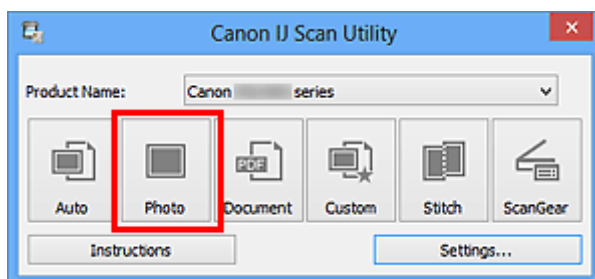 Canon IJ Scan Utility
Product Name: Canon series
PDF
Auto Photo Document Custom Stitch ScanGear
Instructions Settings...